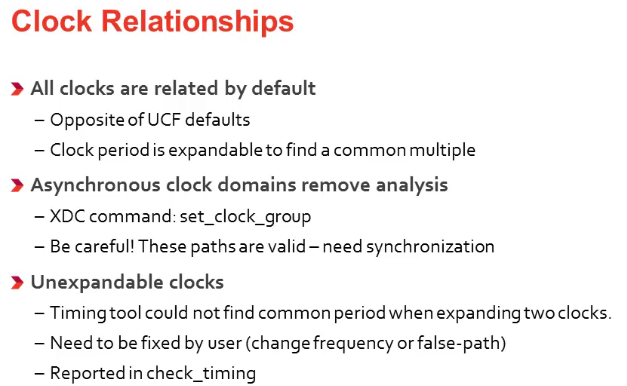 Clock Relationships
All clocks are related by default
– Opposite of UCF defaults
– Clock period is expandable to find a common multiple
Asynchronous clock domains remove analysis
– XDC command: set_clock_group
– Be careful! These paths are valid – need synchronization
Unexpandable clocks
– Timing tool could not find common period when expanding two clocks.
– Need to be fixed by user (change frequency or false-path)
– Reported in check_timing